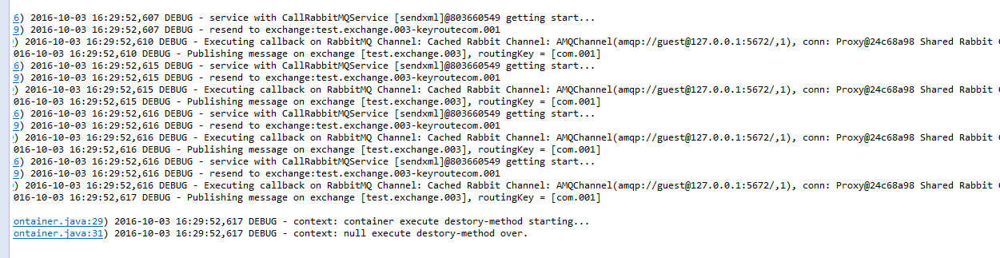 6) 2016-10-03 16:29:52,607 DEBUG - service with CallRabbitMQService [sendxml]@803660549 getting start...
9) 2016-10-03 16:29:52,607 DEBUG - resend to exchange:test.exchange.003-keyroutecom.001
) 2016-10-03 16:29:52,610 DEBUG - Executing callback on RabbitMQ Channel: Cached Rabbit Channel: AMQChannel(amqp://guest@127.0.0.1:5672/,1), conn: Proxy@24c68a98 Shared Rabbit
016-10-03 16:29:52,610 DEBUG - Publishing message on exchange [test.exchange.003], routingKey = [com.001]
6) 2016-10-03 16:29:52,615 DEBUG - service with CallRabbitMQService [sendxml]@803660549 getting start...
9) 2016-10-03 16:29:52,615 DEBUG - resend to exchange:test.exchange.003-keyroutecom.001
) 2016-10-03 16:29:52,615 DEBUG - Executing callback on RabbitMQ Channel: Cached Rabbit Channel: AMQChannel(amqp://guest@127.0.0.1:5672/,1), conn: Proxy@24c68a98 Shared Rabbit
016-10-03 16:29:52,615 DEBUG - Publishing message on exchange [test.exchange.003], routingKey = [com.001]
6) 2016-10-03 16:29:52,616 DEBUG - service with CallRabbitMQService [sendxml]@803660549 getting start...
9) 2016-10-03 16:29:52,616 DEBUG - resend to exchange:test.exchange.003-keyroutecom.001
) 2016-10-03 16:29:52,616 DEBUG - Executing callback on RabbitMQ Channel: Cached Rabbit Channel: AMQChannel(amqp://guest@127.0.0.1:5672/,1), conn: Proxy@24c68a98 Shared Rabbit
016-10-03 16:29:52,616 DEBUG - Publishing message on exchange [test.exchange.003], routingKey = [com.001]
6) 2016-10-03 16:29:52,616 DEBUG - service with CallRabbitMQService [sendxml]@803660549 getting start...
9) 2016-10-03 16:29:52,616 DEBUG - resend to exchange:test.exchange.003-keyroutecom.001
) 2016-10-03 16:29:52,616 DEBUG - Executing callback on RabbitMQ Channel: Cached Rabbit Channel: AMQChannel(amqp://guest@127.0.0.1:5672/,1), conn: Proxy@24c68a98 Shared Rabbit
016-10-03 16:29:52,617 DEBUG - Publishing message on exchange [test.exchange.003], routingKey = [com.001]
ontainer.java:29) 2016-10-03 16:29:52,617 DEBUG - context: container execute destory-method starting...
ontainer.java:31) 2016-10-03 16:29:52,617 DEBUG - context: null execute destory-method over.